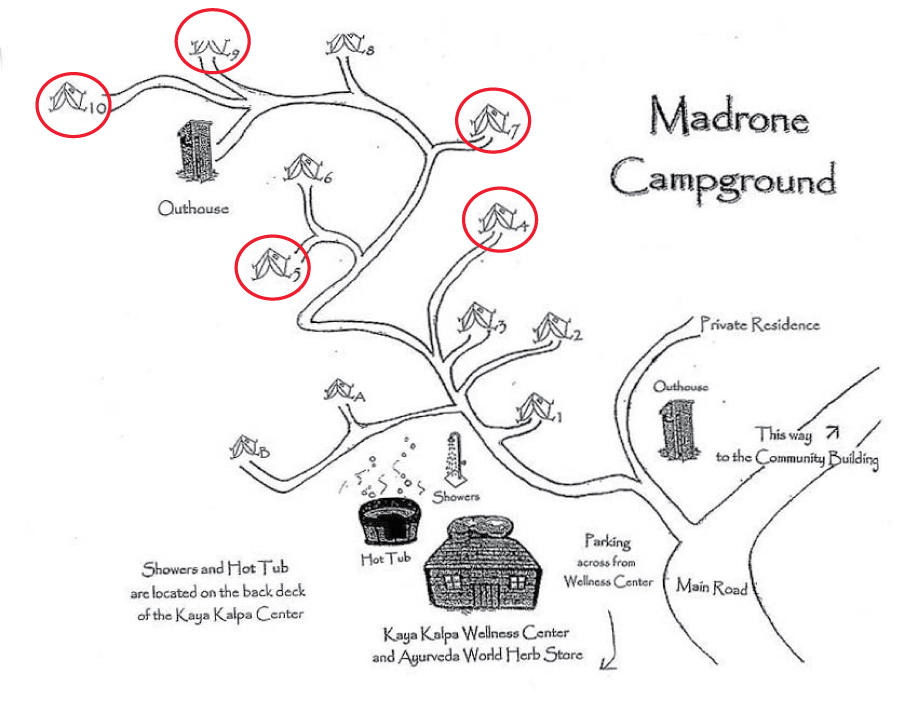 Madrone
Campground
9
8
10
7
6
Outhouse
4
5
3
2
Private Residence
Outhouse
A
1
This way
to the Community Building
B
Showers
Hot Tub
Parking
across from
Wellness Center
Main Road
Showers and Hot Tub
are located on the back deck
of the Kaya Kalpa Center
Kaya Kalpa Wellness Center
and Ayurveda World Herb Store